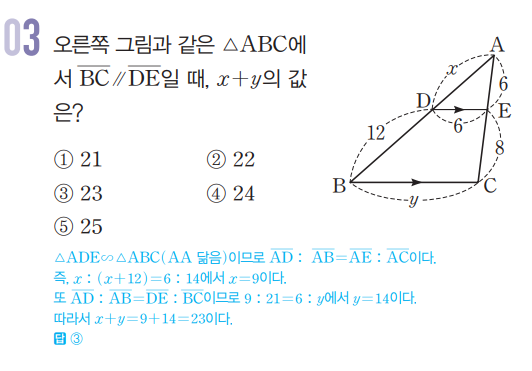 03 오른쪽 그림과 같은 △ABC에
서 BC∥DE일 때, x+y의 값
은?
① 21 ② 22
③ 23 ④ 24
⑤ 25
A
x
6
D
E
6
12
8
B
C
y
△ADE∽△ABC(AA 닮음)이므로 AD : AB=AE : AC이다.
즉, x : (x+12)=6 : 14에서 x=9이다.
또 AD : AB=DE : BC이므로 9 : 21=6 : y에서 y=14이다.
따라서 x+y=9+14=23이다.
답 ③